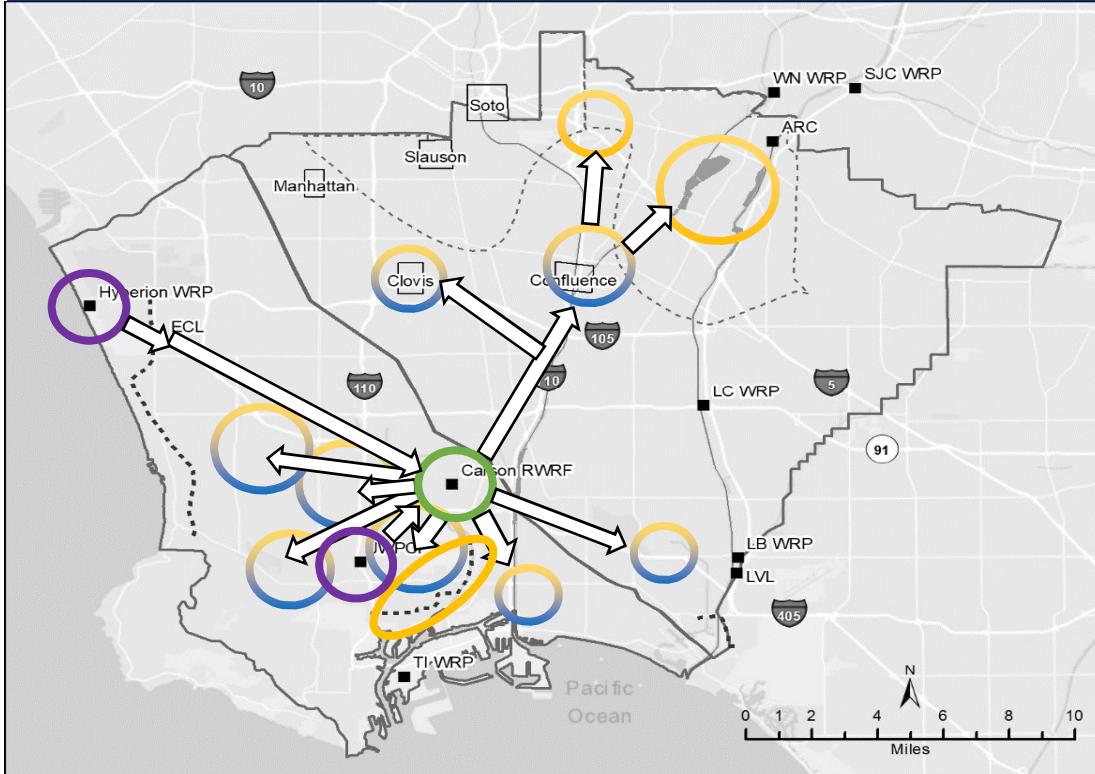 10
WN WRP
SJC WRP
Soto
ARC
Slauson
Manhattan
Clovis
Confluence
Hyperion WRP
ECL
105
110
10
5
LC WRP
91
Carson RWRF
LB WRP
LVL
405
TI WRP
Pacific
Ocean
N
0 1 2 4 6 8 10
Miles